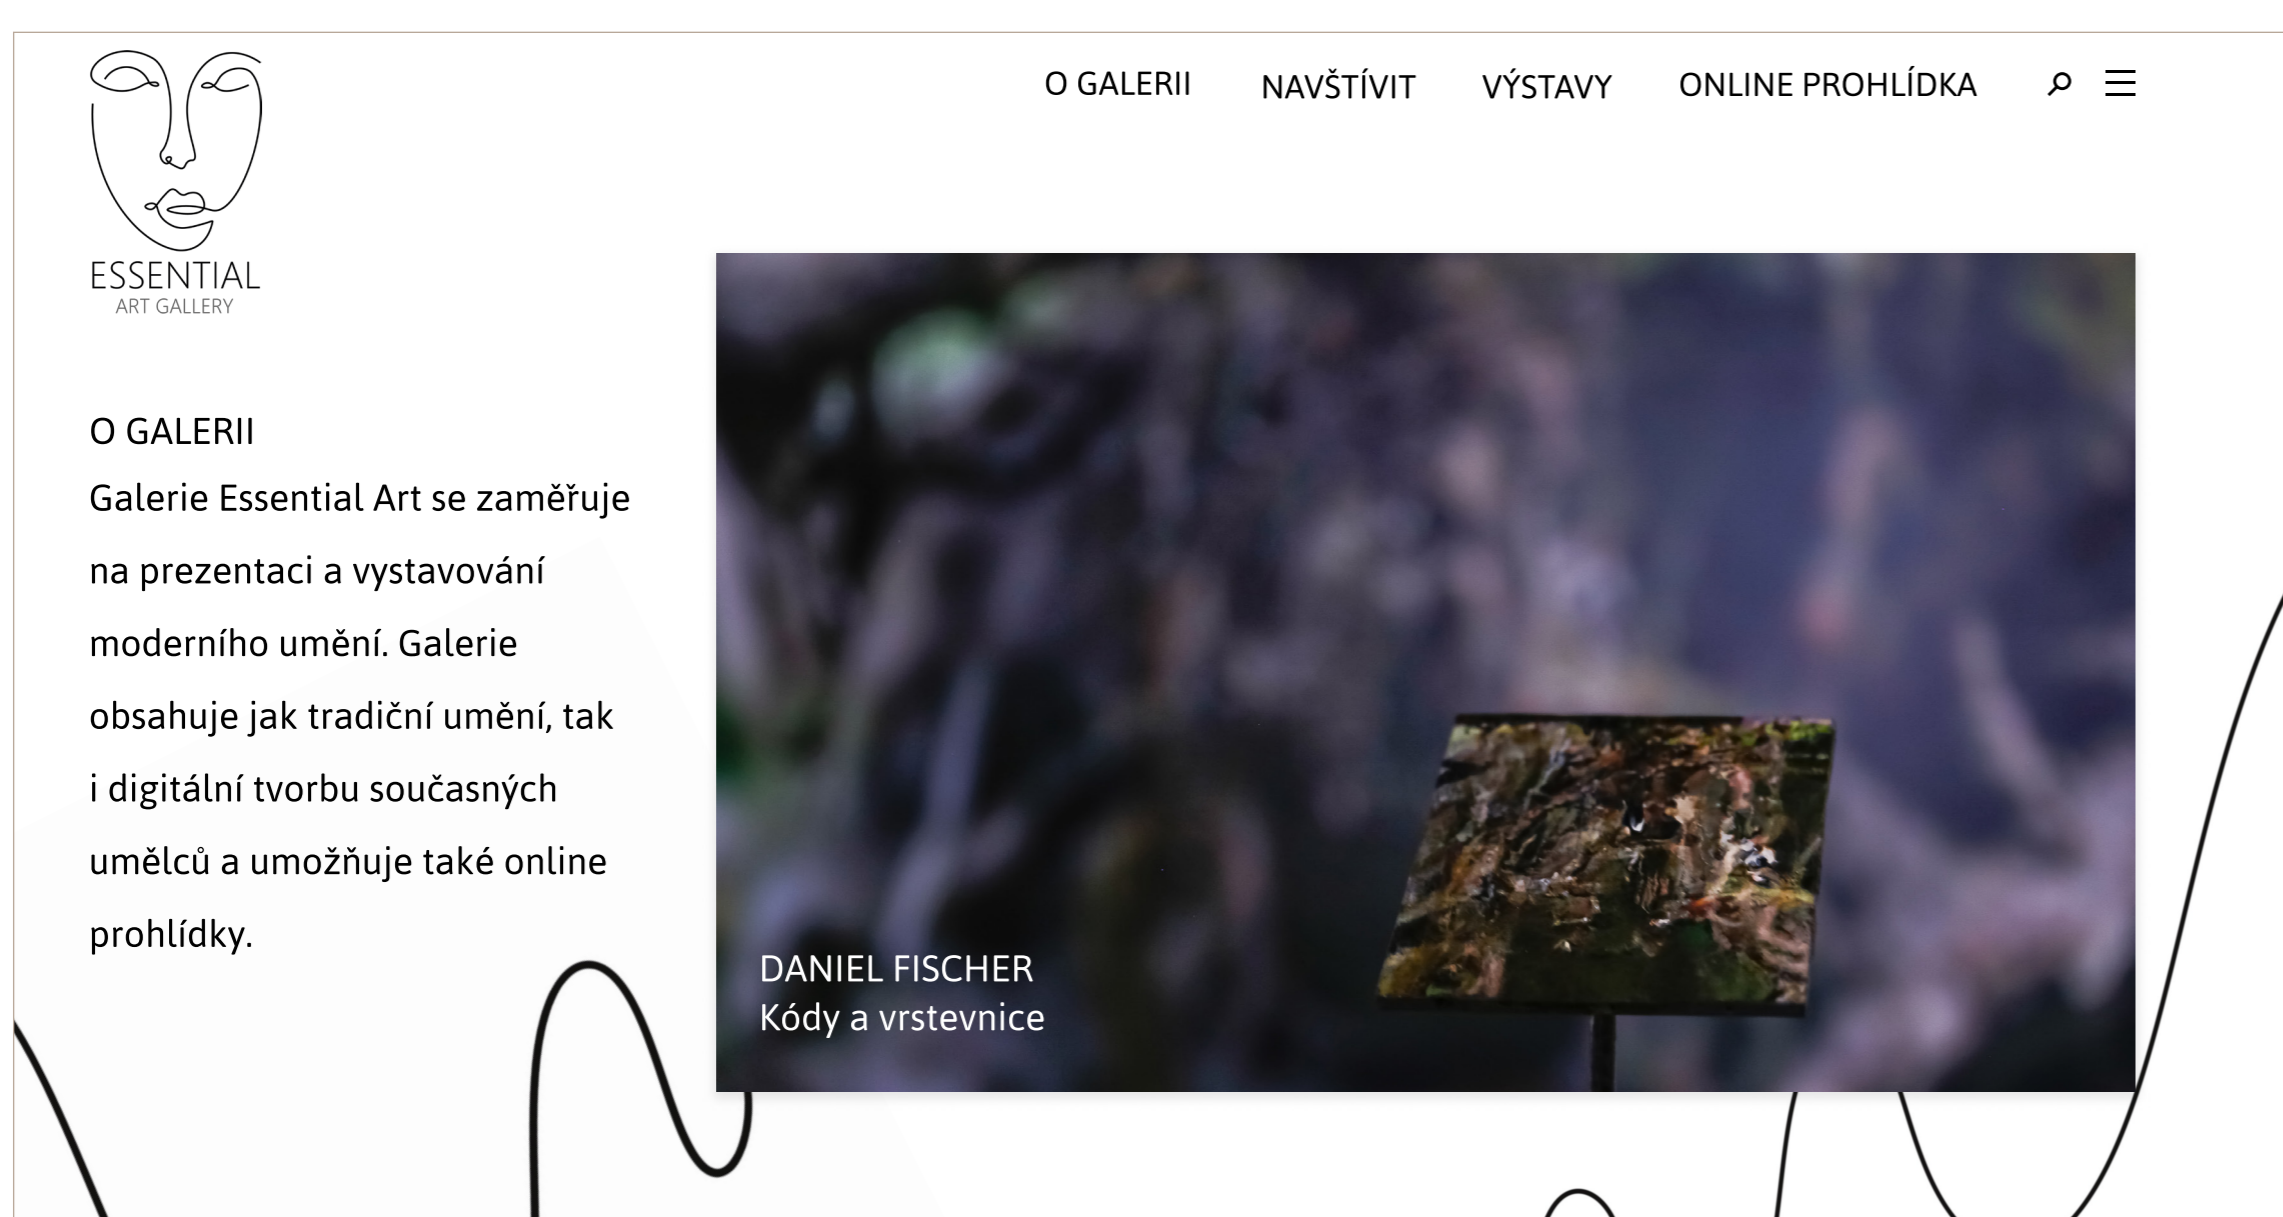 O GALERII
NAVŠTÍVIT
VÝSTAVY
ONLINE PROHLÍDKA
ESSENTIAL
ART GALLERY
O GALERII
Galerie Essential Art se zaměřuje
na prezentaci a vystavování
moderního umění. Galerie
obsahuje jak tradiční umění, tak
i digitální tvorbu současných
umělců a umožňuje také online
prohlídky.
DANIEL FISCHER
Kódy a vrstevnice